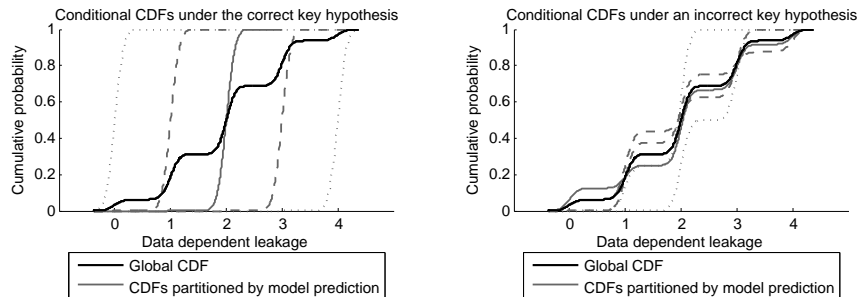 Conditional CDFs under the correct key hypothesis
Cumulative probability
1
0.8
0.6
0.4
0.2
0
0 1 2 3 4
Data dependent leakage
Global CDF
CDFs partitioned by model prediction
Conditional CDFs under an incorrect key hypothesis
Cumulative probability
1
0.8
0.6
0.4
0.2
0
0 1 2 3 4
Data dependent leakage
Global CDF
CDFs partitioned by model prediction